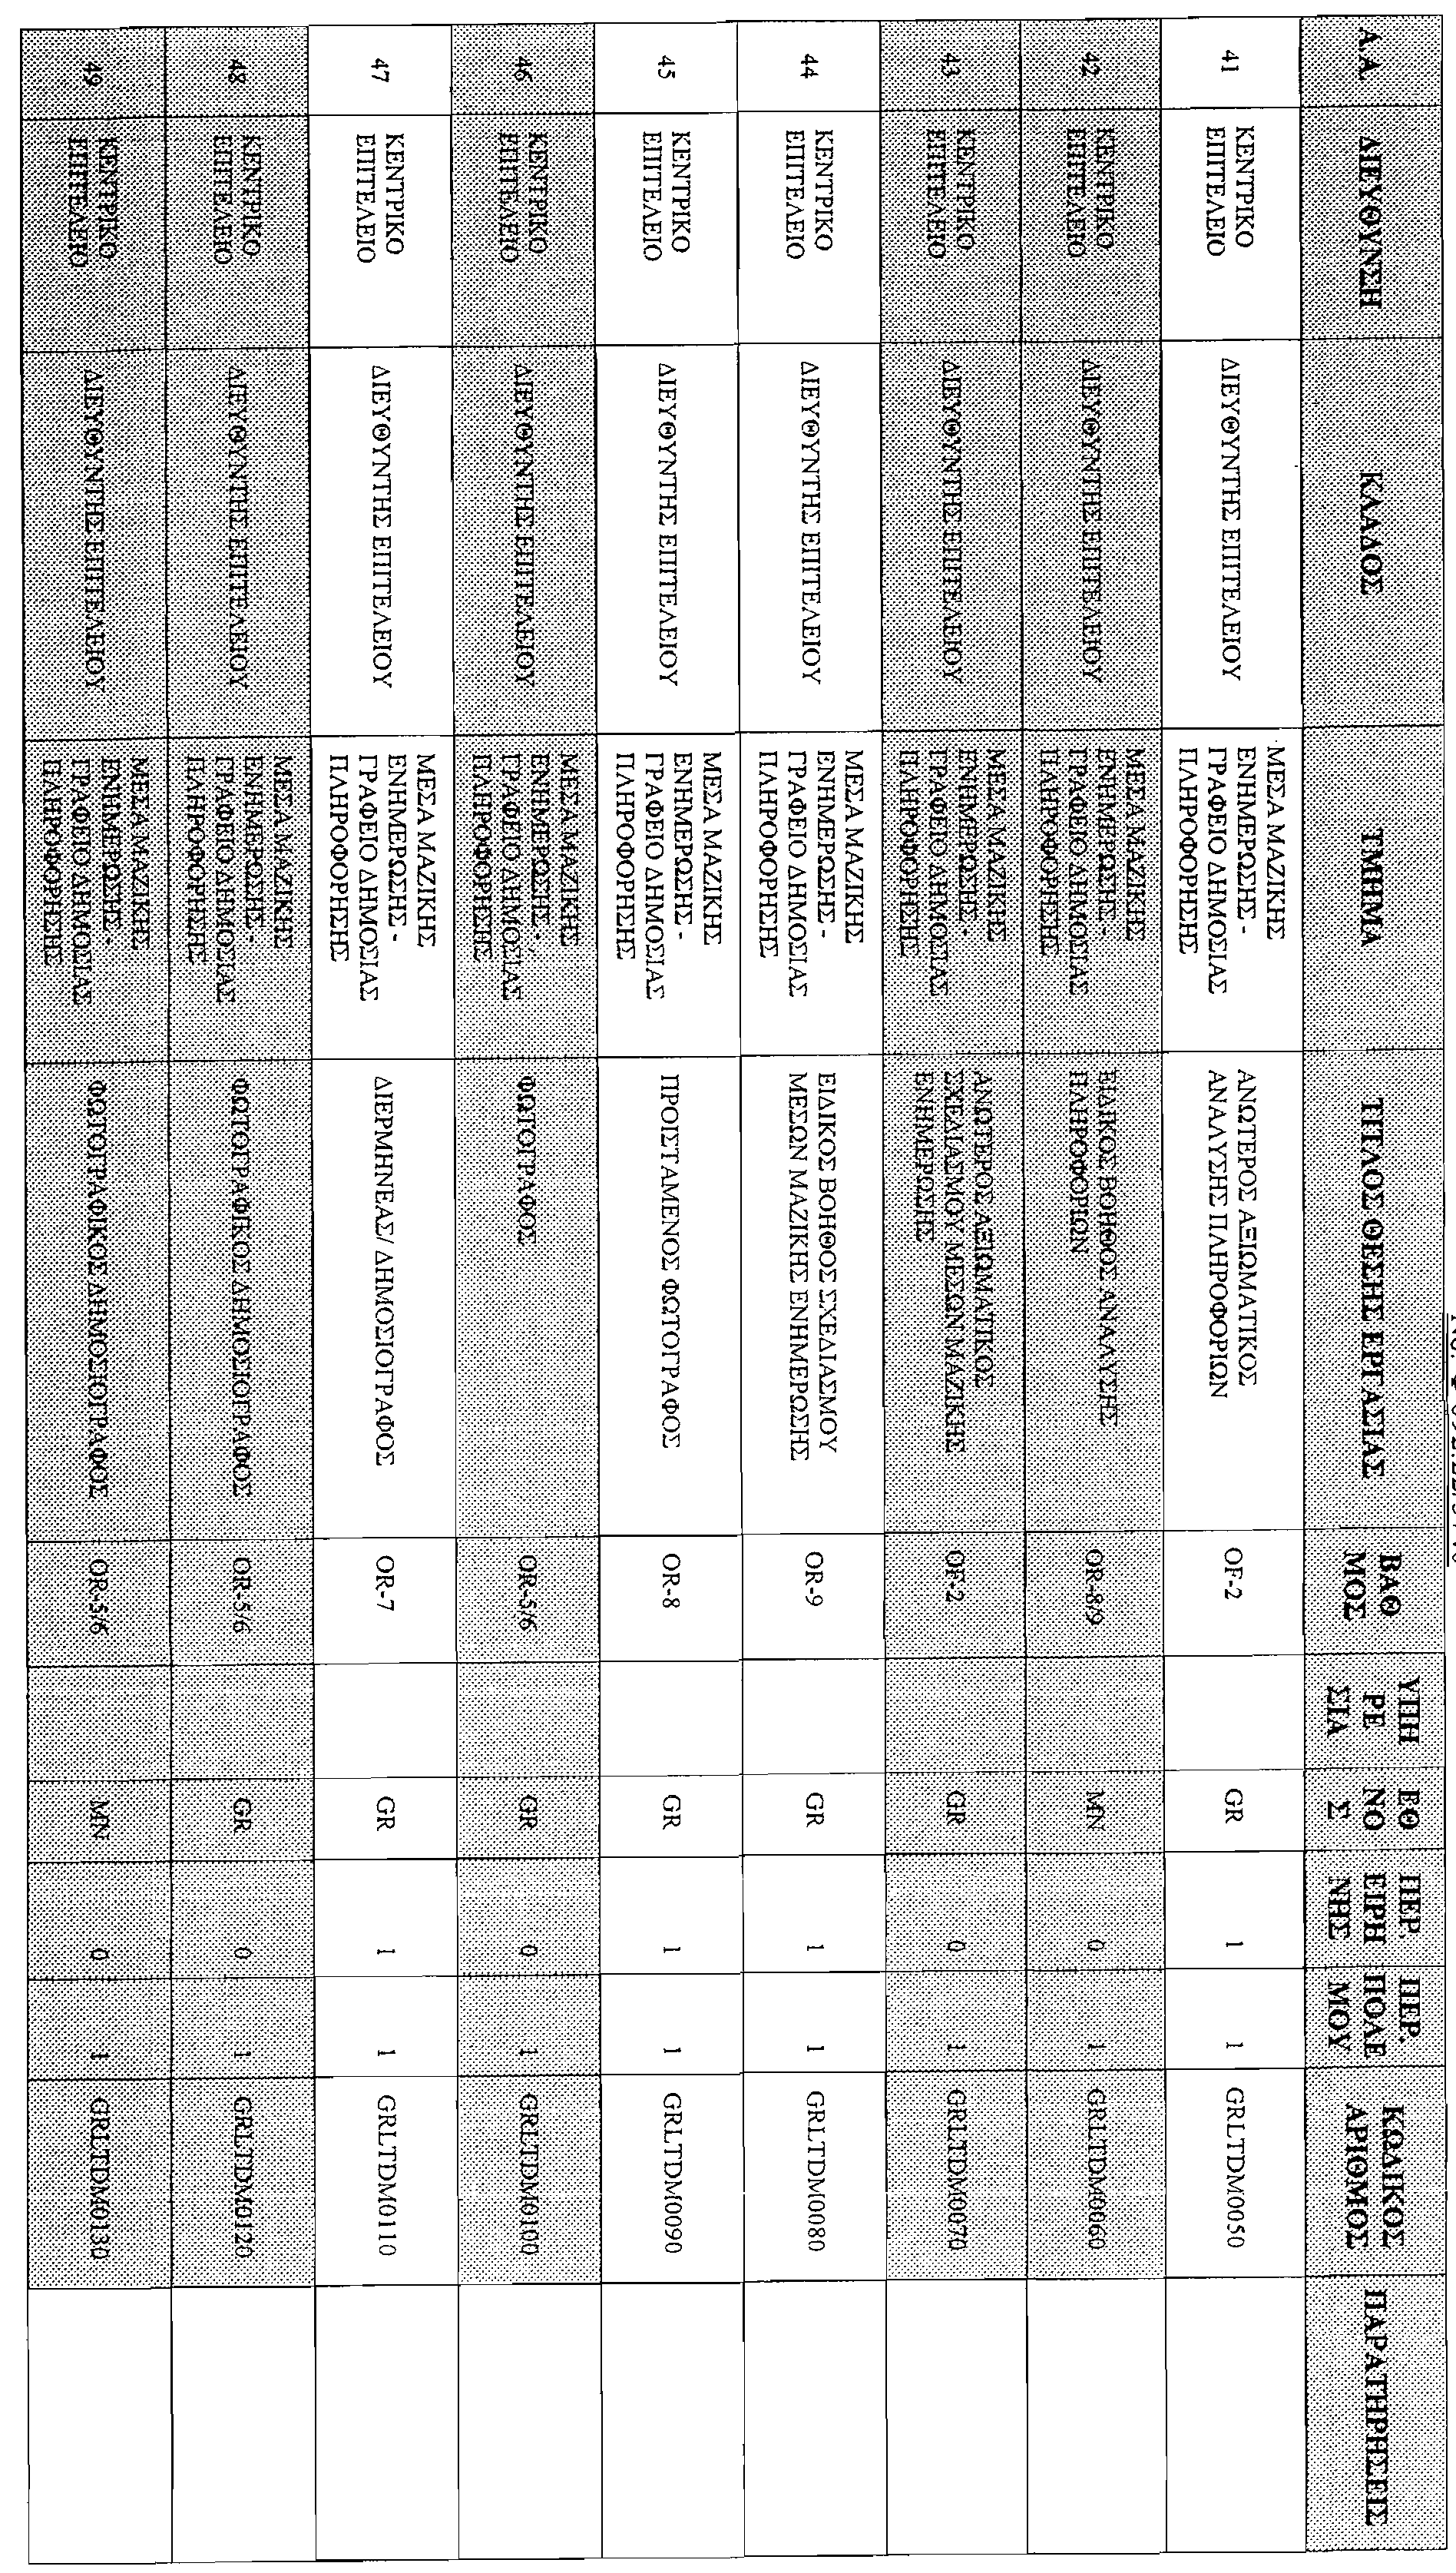 Α.Α. ΔΙΕΥΘΥΝΣΗ ΚΛΑΔΟΣ ΤΜΗΜΑ ΤΙΤΛΟΣ ΘΕΣΗΣ ΕΡΓΑΣΙΑΣ ΒΑΘ ΜΟΣ ΥΠΗ ΡΕ ΣΙΑ ΕΘ ΝΟ Σ ΠΕΡ. ΕΙΡΗ ΝΗΣ ΠΕΡ. ΠΟΛΕ ΜΟΥ ΚΩΔΙΚΟΣ ΑΡΙΘΜΟΣ ΠΑΡΑΤΗΡΗΣΕΙΣ
41 ΚΕΝΤΡΙΚΟ ΕΠΙΤΕΛΕΙΟ ΔΙΕΥΘΥΝΤΗΣ ΕΠΙΤΕΛΕΙΟΥ ΜΕΣΑ ΜΑΖΙΚΗΣ ΕΝΗΜΕΡΩΣΗΣ - ΓΡΑΦΕΙΟ ΔΗΜΟΣΙΑΣ ΠΛΗΡΟΦΟΡΗΣΗΣ ΑΝΩΤΕΡΟΣ ΑΞΙΩΜΑΤΙΚΟΣ ΑΝΑΛΥΣΗΣ ΠΛΗΡΟΦΟΡΙΩΝ OF-2 GR 1 1 GRLTDM0050
42 ΚΕΝΤΡΙΚΟ ΕΠΙΤΕΛΕΙΟ ΔΙΕΥΘΥΝΤΗΣ ΕΠΙΤΕΛΕΙΟΥ ΜΕΣΑ ΜΑΖΙΚΗΣ ΕΝΗΜΕΡΩΣΗΣ - ΓΡΑΦΕΙΟ ΔΗΜΟΣΙΑΣ ΠΛΗΡΟΦΟΡΗΣΗΣ ΕΙΔΙΚΟΣ ΒΟΗΘΟΣ ΑΝΑΛΥΣΗΣ ΠΛΗΡΟΦΟΡΙΩΝ OR-8/9 MN 0 1 GRLTDM0060
43 ΚΕΝΤΡΙΚΟ ΕΠΙΤΕΛΕΙΟ ΔΙΕΥΘΥΝΤΗΣ ΕΠΙΤΕΛΕΙΟΥ ΜΕΣΑ ΜΑΖΙΚΗΣ ΕΝΗΜΕΡΩΣΗΣ - ΓΡΑΦΕΙΟ ΔΗΜΟΣΙΑΣ ΠΛΗΡΟΦΟΡΗΣΗΣ ΑΝΩΤΕΡΟΣ ΑΞΙΩΜΑΤΙΚΟΣ ΣΧΕΔΙΑΣΜΟΥ ΜΕΣΩΝ ΜΑΖΙΚΗΣ ΕΝΗΜΕΡΩΣΗΣ OF-2 GR 0 1 GRLTDM0070
44 ΚΕΝΤΡΙΚΟ ΕΠΙΤΕΛΕΙΟ ΔΙΕΥΘΥΝΤΗΣ ΕΠΙΤΕΛΕΙΟΥ ΜΕΣΑ ΜΑΖΙΚΗΣ ΕΝΗΜΕΡΩΣΗΣ - ΓΡΑΦΕΙΟ ΔΗΜΟΣΙΑΣ ΠΛΗΡΟΦΟΡΗΣΗΣ ΕΙΔΙΚΟΣ ΒΟΗΘΟΣ ΣΧΕΔΙΑΣΜΟΥ ΜΕΣΩΝ ΜΑΖΙΚΗΣ ΕΝΗΜΕΡΩΣΗΣ OR-9 GR 1 1 GRLTDM0080
45 ΚΕΝΤΡΙΚΟ ΕΠΙΤΕΛΕΙΟ ΔΙΕΥΘΥΝΤΗΣ ΕΠΙΤΕΛΕΙΟΥ ΜΕΣΑ ΜΑΖΙΚΗΣ ΕΝΗΜΕΡΩΣΗΣ - ΓΡΑΦΕΙΟ ΔΗΜΟΣΙΑΣ ΠΛΗΡΟΦΟΡΗΣΗΣ ΠΡΟΙΣΤΑΜΕΝΟΣ ΦΩΤΟΓΡΑΦΟΣ OR-8 GR 1 1 GRLTDM0090
46 ΚΕΝΤΡΙΚΟ ΕΠΙΤΕΛΕΙΟ ΔΙΕΥΘΥΝΤΗΣ ΕΠΙΤΕΛΕΙΟΥ ΜΕΣΑ ΜΑΖΙΚΗΣ ΕΝΗΜΕΡΩΣΗΣ - ΓΡΑΦΕΙΟ ΔΗΜΟΣΙΑΣ ΠΛΗΡΟΦΟΡΗΣΗΣ ΦΩΤΟΓΡΑΦΟΣ OR-5/6 GR 0 1 GRLTDM0100
47 ΚΕΝΤΡΙΚΟ ΕΠΙΤΕΛΕΙΟ ΔΙΕΥΘΥΝΤΗΣ ΕΠΙΤΕΛΕΙΟΥ ΜΕΣΑ ΜΑΖΙΚΗΣ ΕΝΗΜΕΡΩΣΗΣ - ΓΡΑΦΕΙΟ ΔΗΜΟΣΙΑΣ ΠΛΗΡΟΦΟΡΗΣΗΣ ΔΙΕΡΜΗΝΕΑΣ/ ΔΗΜΟΣΙΟΓΡΑΦΟΣ OR-7 GR 1 1 GRLTDM0110
48 ΚΕΝΤΡΙΚΟ ΕΠΙΤΕΛΕΙΟ ΔΙΕΥΘΥΝΤΗΣ ΕΠΙΤΕΛΕΙΟΥ ΜΕΣΑ ΜΑΖΙΚΗΣ ΕΝΗΜΕΡΩΣΗΣ - ΓΡΑΦΕΙΟ ΔΗΜΟΣΙΑΣ ΠΛΗΡΟΦΟΡΗΣΗΣ ΦΩΤΟΓΡΑΦΙΚΟΣ ΔΗΜΟΣΙΟΓΡΑΦΟΣ OR-5/6 GR 0 1 GRLTDM0120
49 ΚΕΝΤΡΙΚΟ ΕΠΙΤΕΛΕΙΟ ΔΙΕΥΘΥΝΤΗΣ ΕΠΙΤΕΛΕΙΟΥ ΜΕΣΑ ΜΑΖΙΚΗΣ ΕΝΗΜΕΡΩΣΗΣ - ΓΡΑΦΕΙΟ ΔΗΜΟΣΙΑΣ ΠΛΗΡΟΦΟΡΗΣΗΣ ΦΩΤΟΓΡΑΦΙΚΟΣ ΔΗΜΟΣΙΟΓΡΑΦΟΣ OR-5/6 MN 0 1 GRLTDM0130